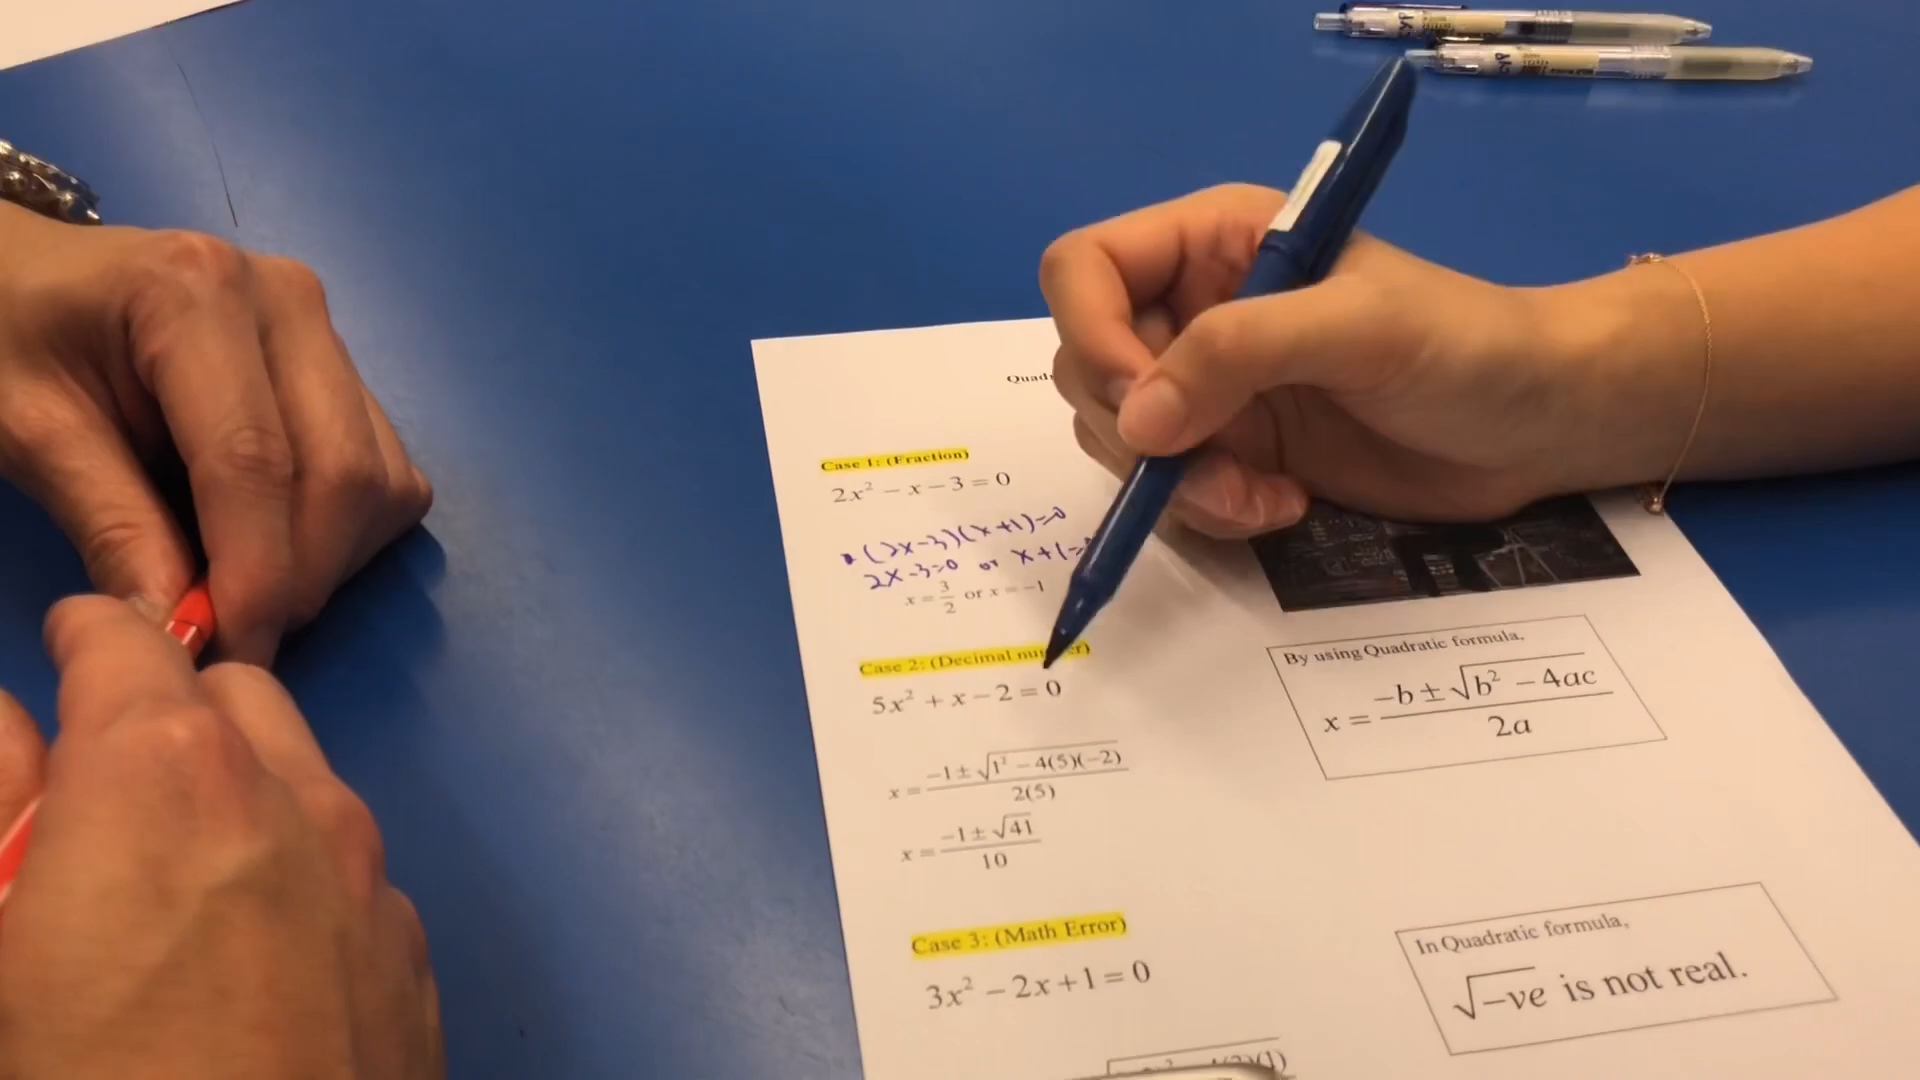 Case 1: (Fraction)
2x² − x − 3 = 0
(2x-3)(x+1)=0
2x-3=0 or x+1=
x = 3/2 or x = −1
Case 2: (Decimal number)
5x² + x − 2 = 0
x = (−1 ± √(1² − 4(5)(−2))) / 2(5)
x = (−1 ± √41) / 10
Case 3: (Math Error)
3x² − 2x + 1 = 0
By using Quadratic formula,
x = (−b ± √(b² − 4ac)) / 2a
In Quadratic formula,
√−ve is not real.